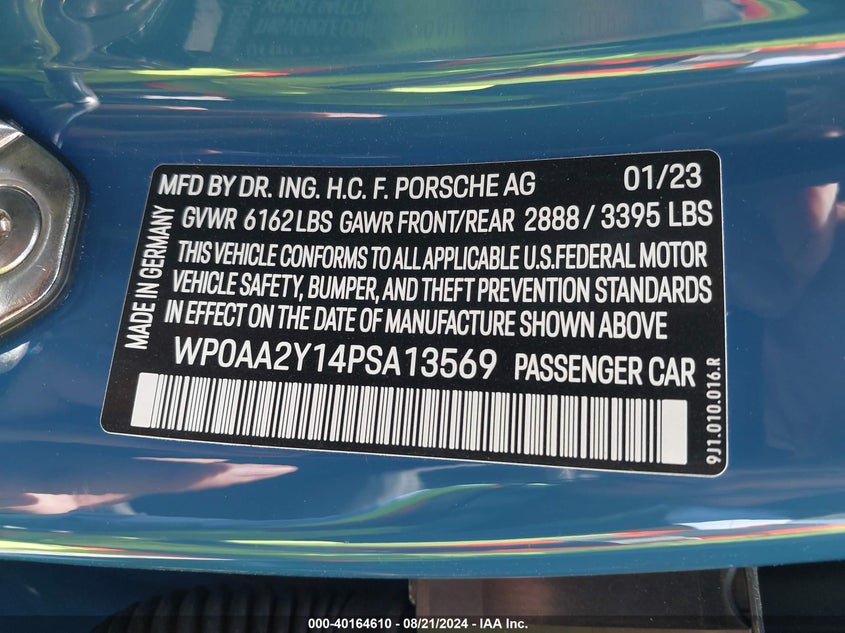 MFD BY DR. ING. H.C. F. PORSCHE AG 01/23
GVWR 6162 LBS GAWR FRONT/REAR 2888 / 3395 LBS
THIS VEHICLE CONFORMS TO ALL APPLICABLE U.S.FEDERAL MOTOR
VEHICLE SAFETY, BUMPER, AND THEFT PREVENTION STANDARDS
IN EFFECT ON THE DATE OF MANUFACTURE SHOWN ABOVE
WP0AA2Y14PSA13569 PASSENGER CAR
MADE IN GERMANY
9J1.010.016.R
000-40164610 - 08/21/2024 - IAA Inc.